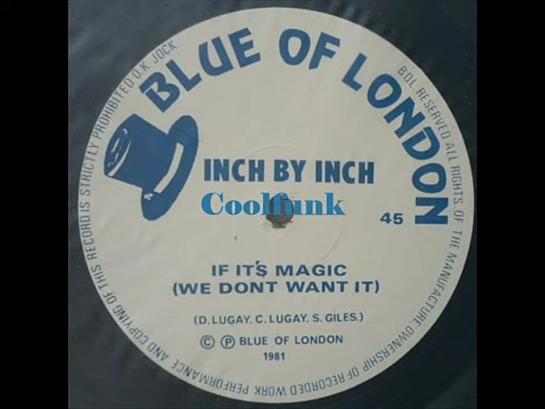 BLUE OF LONDON
INCH BY INCH
Coolfunk
45
IF IT'S MAGIC
(WE DONT WANT IT)
(D. LUGAY, C. LUGAY, S. GILES.)
© ℗ BLUE OF LONDON
1981
B.O.L RESERVED ALL RIGHTS OF THE MANUFACTURE OWNERSHIP OF RECORDED WORK PERFORMANCE AND COPYING OF THIS RECORD IS STRICTLY PROHIBITED O.K JOCK